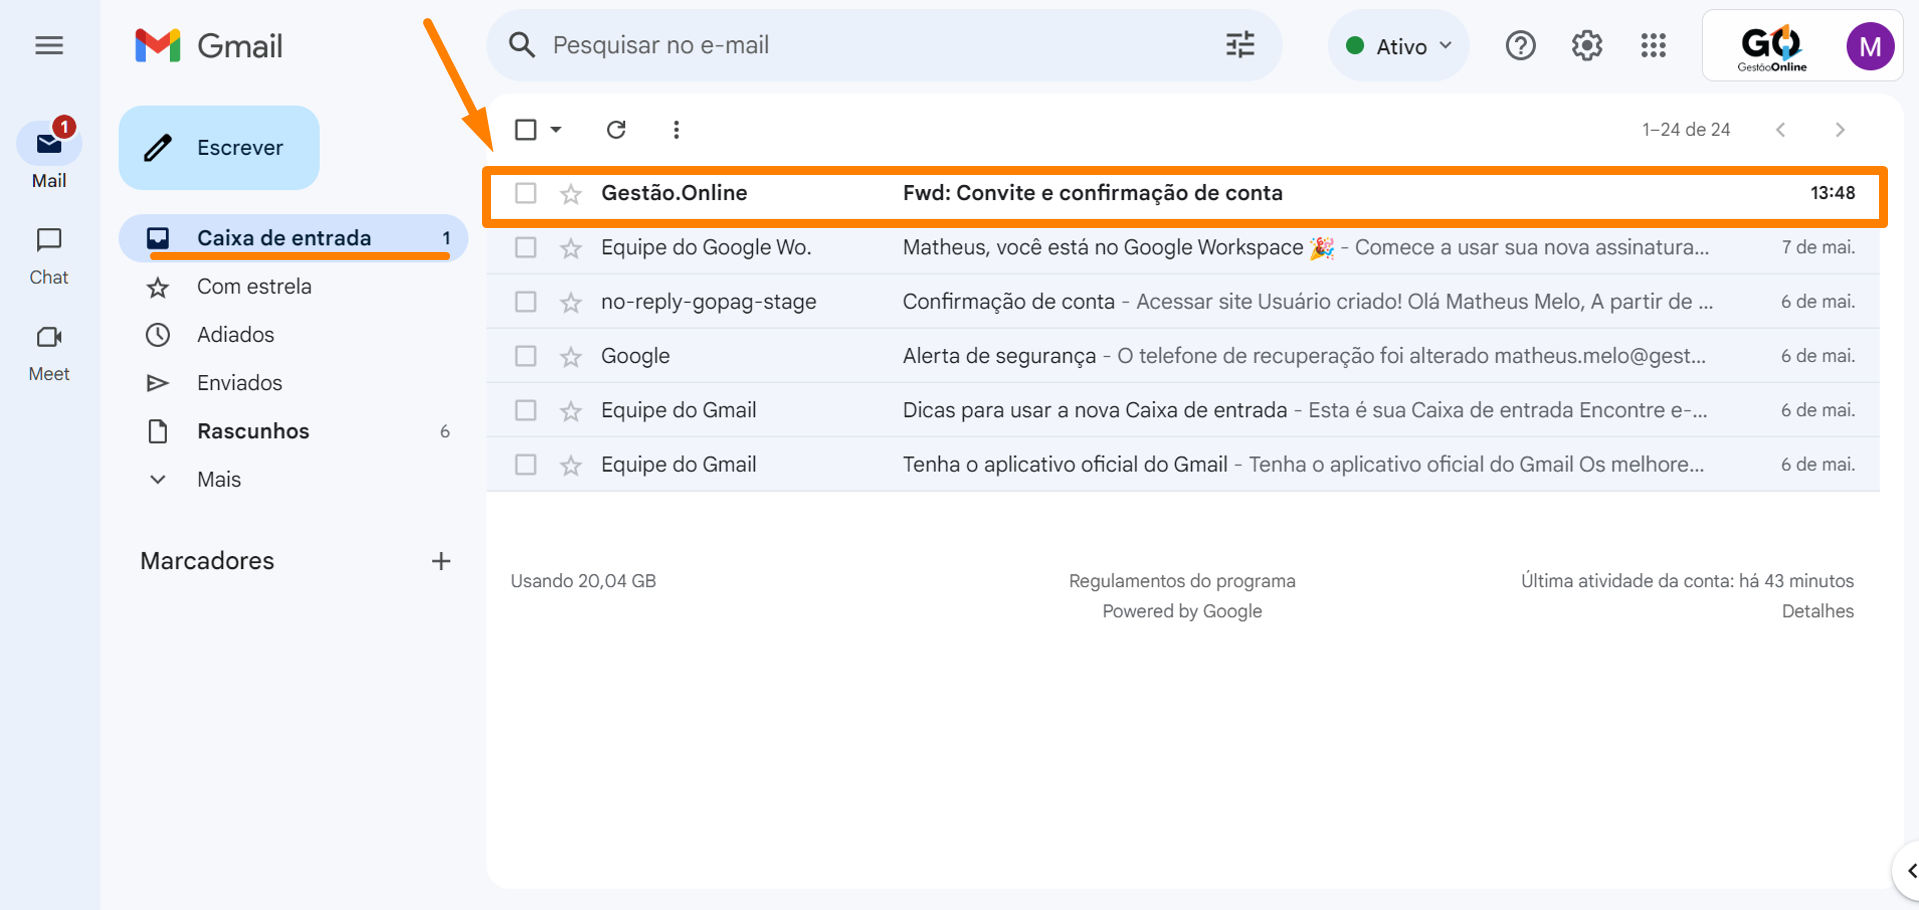 Gmail
Pesquisar no e-mail
Ativo
GO
GestãoOnline
M
1
Mail
Chat
Meet
Escrever
Caixa de entrada 1
Com estrela
Adiados
Enviados
Rascunhos 6
Mais
Marcadores
1–24 de 24
Gestão.Online Fwd: Convite e confirmação de conta 13:48
Equipe do Google Wo. Matheus, você está no Google Workspace 🎉 - Comece a usar sua nova assinatura... 7 de mai.
no-reply-gopag-stage Confirmação de conta - Acessar site Usuário criado! Olá Matheus Melo, A partir de ... 6 de mai.
Google Alerta de segurança - O telefone de recuperação foi alterado matheus.melo@gest... 6 de mai.
Equipe do Gmail Dicas para usar a nova Caixa de entrada - Esta é sua Caixa de entrada Encontre e-... 6 de mai.
Equipe do Gmail Tenha o aplicativo oficial do Gmail - Tenha o aplicativo oficial do Gmail Os melhore... 6 de mai.
Usando 20,04 GB
Regulamentos do programa
Powered by Google
Última atividade da conta: há 43 minutos
Detalhes